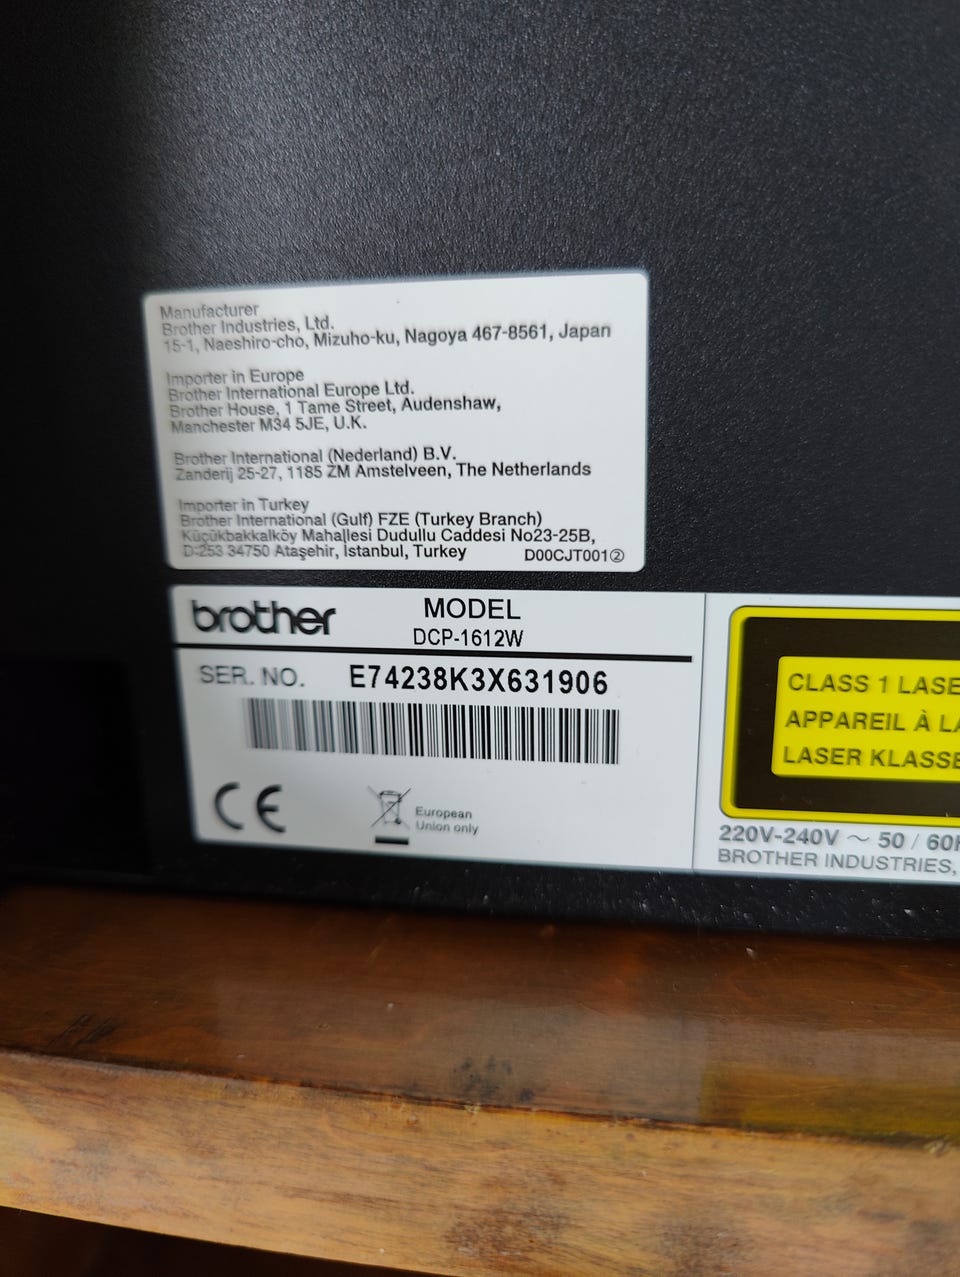 Manufacturer
Brother Industries, Ltd.
15-1, Naeshiro-cho, Mizuho-ku, Nagoya 467-8561, Japan
Importer in Europe
Brother International Europe Ltd.
Brother House, 1 Tame Street, Audenshaw,
Manchester M34 5JE, U.K.
Brother International (Nederland) B.V.
Zanderij 25-27, 1185 ZM Amstelveen, The Netherlands
Importer in Turkey
Brother International (Gulf) FZE (Turkey Branch)
Küçükbakkalköy Mahallesi Dudullu Caddesi No23-25B,
D:253 34750 Ataşehir, İstanbul, Turkey D00CJT001②
brother MODEL
DCP-1612W
SER. NO. E74238K3X631906
CE
European
Union only
CLASS 1 LASE
APPAREIL À LA
LASER KLASSE
220V-240V ~ 50 / 60H
BROTHER INDUSTRIES,